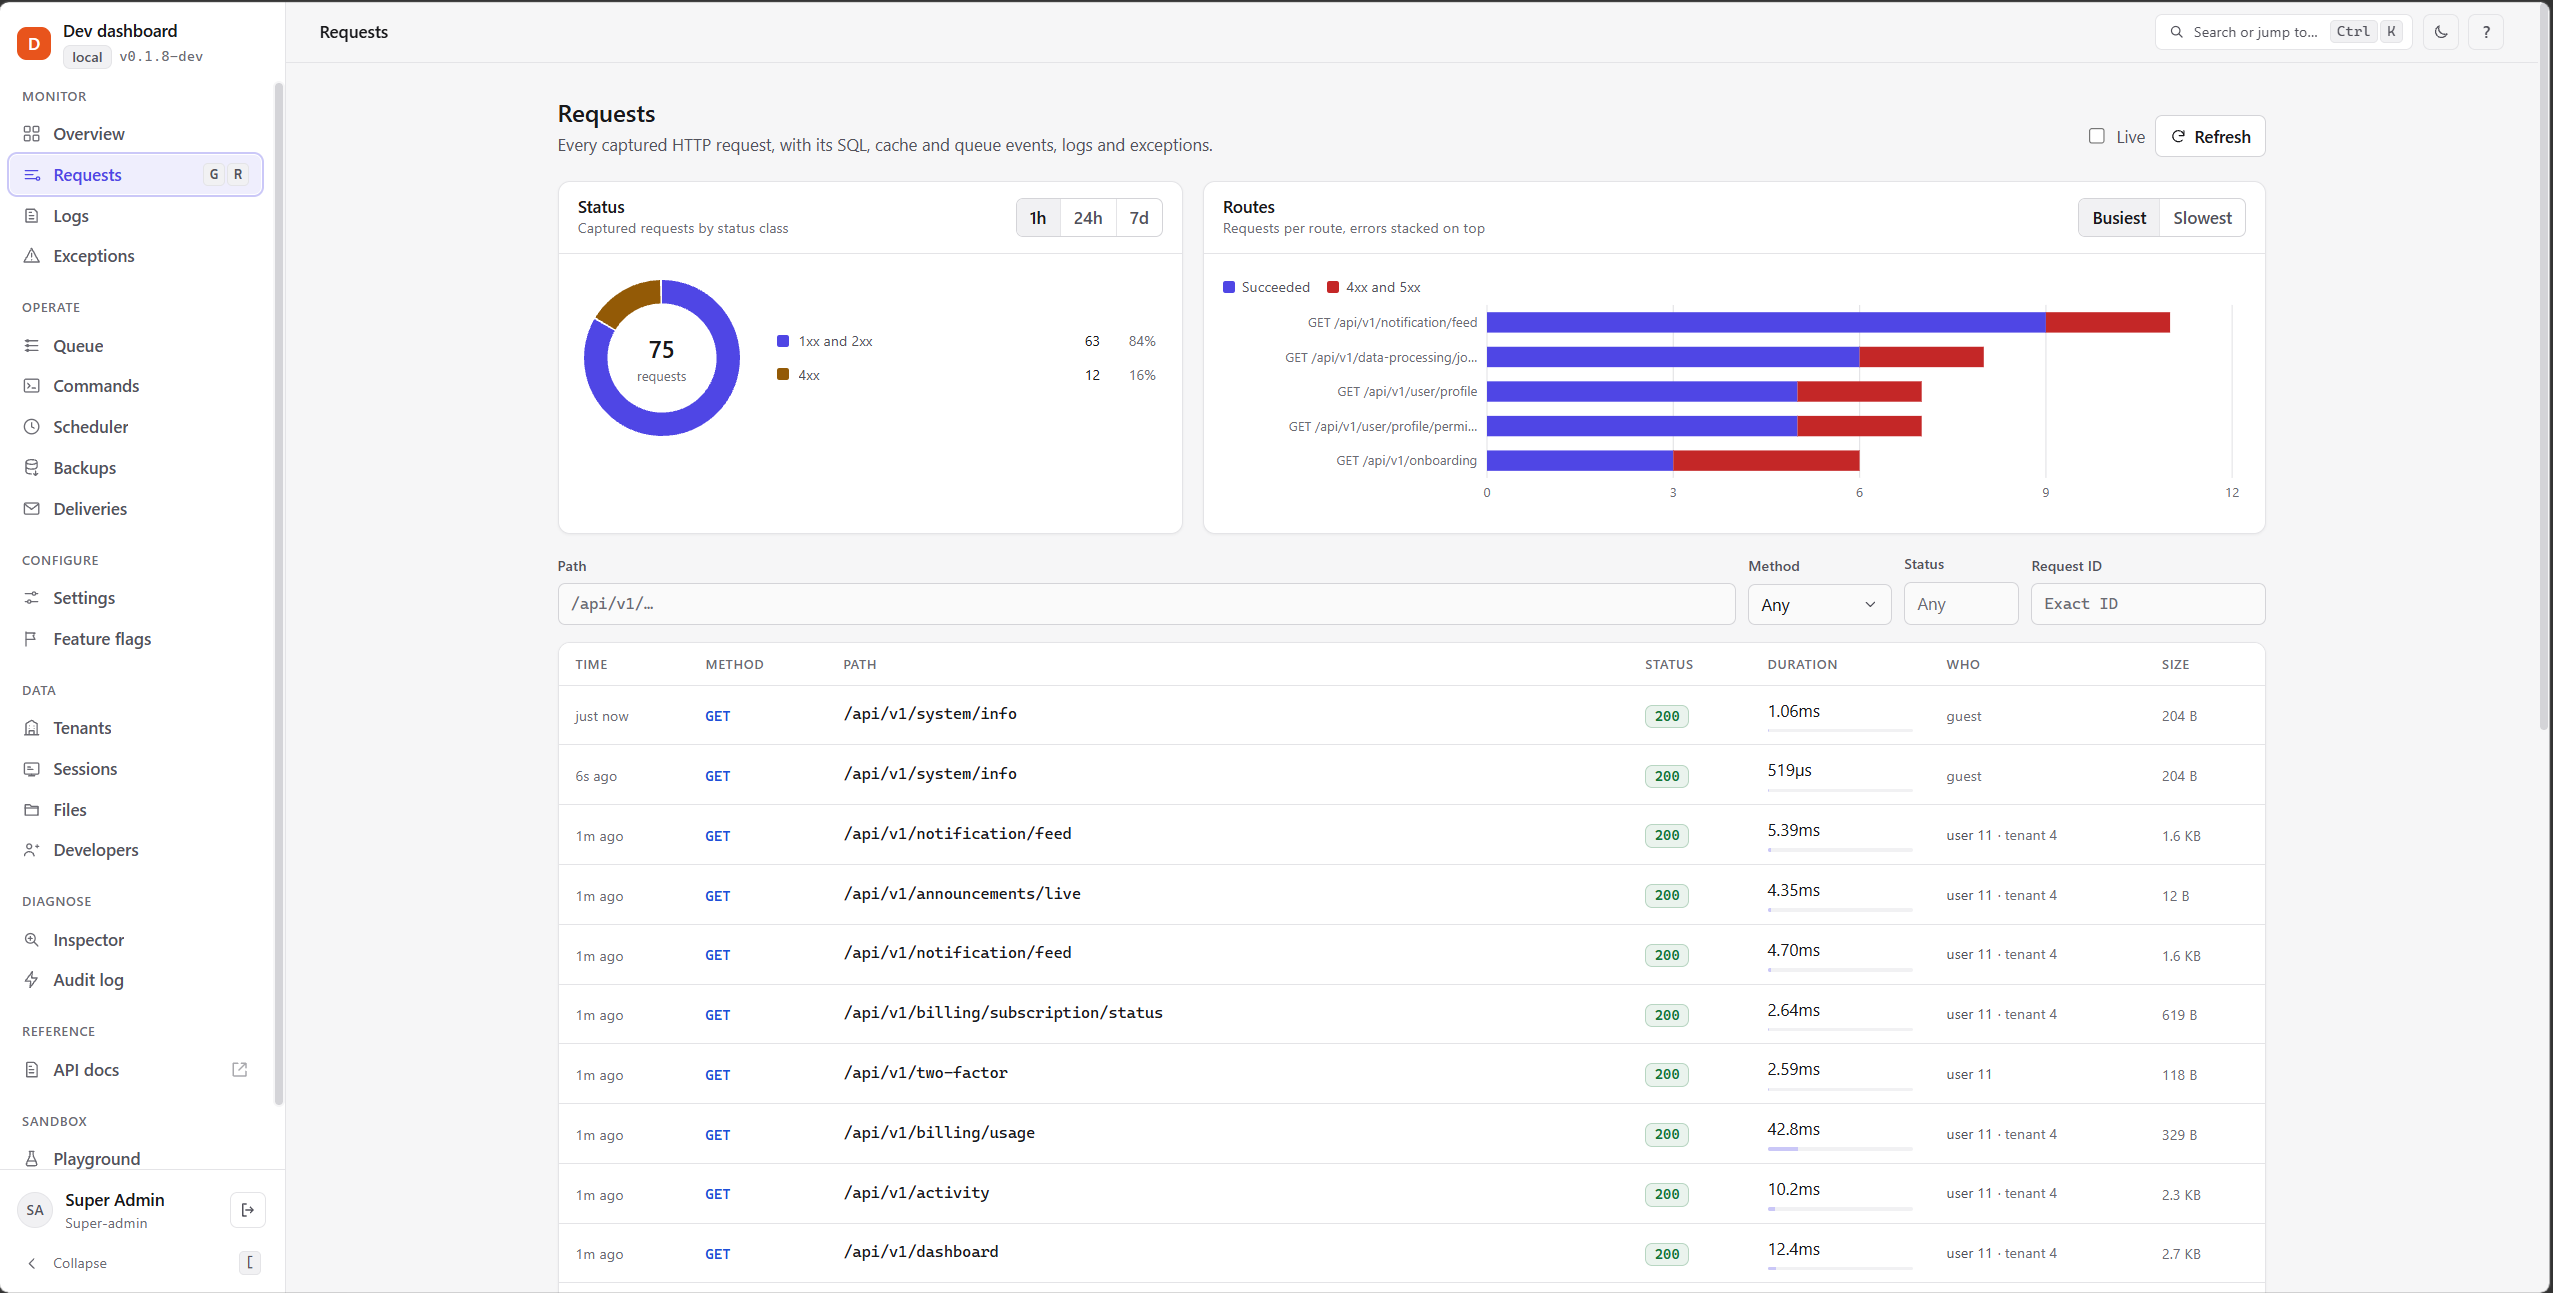 Dev dashboard
D
local v0.1.8-dev
MONITOR
Overview
Requests G R
Logs
Exceptions
OPERATE
Queue
Commands
Scheduler
Backups
Deliveries
CONFIGURE
Settings
Feature flags
DATA
Tenants
Sessions
Files
Developers
DIAGNOSE
Inspector
Audit log
REFERENCE
API docs
SANDBOX
Playground
SA
Super Admin
Super-admin
Collapse [
Requests
Search or jump to... Ctrl K ?
Requests
Every captured HTTP request, with its SQL, cache and queue events, logs and exceptions.
Live Refresh
Status
Captured requests by status class
1h 24h 7d
75
requests
1xx and 2xx 63 84%
4xx 12 16%
Routes
Requests per route, errors stacked on top
Busiest Slowest
Succeeded 4xx and 5xx
GET /api/v1/notification/feed
GET /api/v1/data-processing/jo...
GET /api/v1/user/profile
GET /api/v1/user/profile/permi...
GET /api/v1/onboarding
0 3 6 9 12
Path Method Status Request ID
/api/v1/… Any Any Exact ID
TIME METHOD PATH STATUS DURATION WHO SIZE
just now GET /api/v1/system/info 200 1.06ms guest 204 B
6s ago GET /api/v1/system/info 200 519µs guest 204 B
1m ago GET /api/v1/notification/feed 200 5.39ms user 11 · tenant 4 1.6 KB
1m ago GET /api/v1/announcements/live 200 4.35ms user 11 · tenant 4 12 B
1m ago GET /api/v1/notification/feed 200 4.70ms user 11 · tenant 4 1.6 KB
1m ago GET /api/v1/billing/subscription/status 200 2.64ms user 11 · tenant 4 619 B
1m ago GET /api/v1/two-factor 200 2.59ms user 11 118 B
1m ago GET /api/v1/billing/usage 200 42.8ms user 11 · tenant 4 329 B
1m ago GET /api/v1/activity 200 10.2ms user 11 · tenant 4 2.3 KB
1m ago GET /api/v1/dashboard 200 12.4ms user 11 · tenant 4 2.7 KB